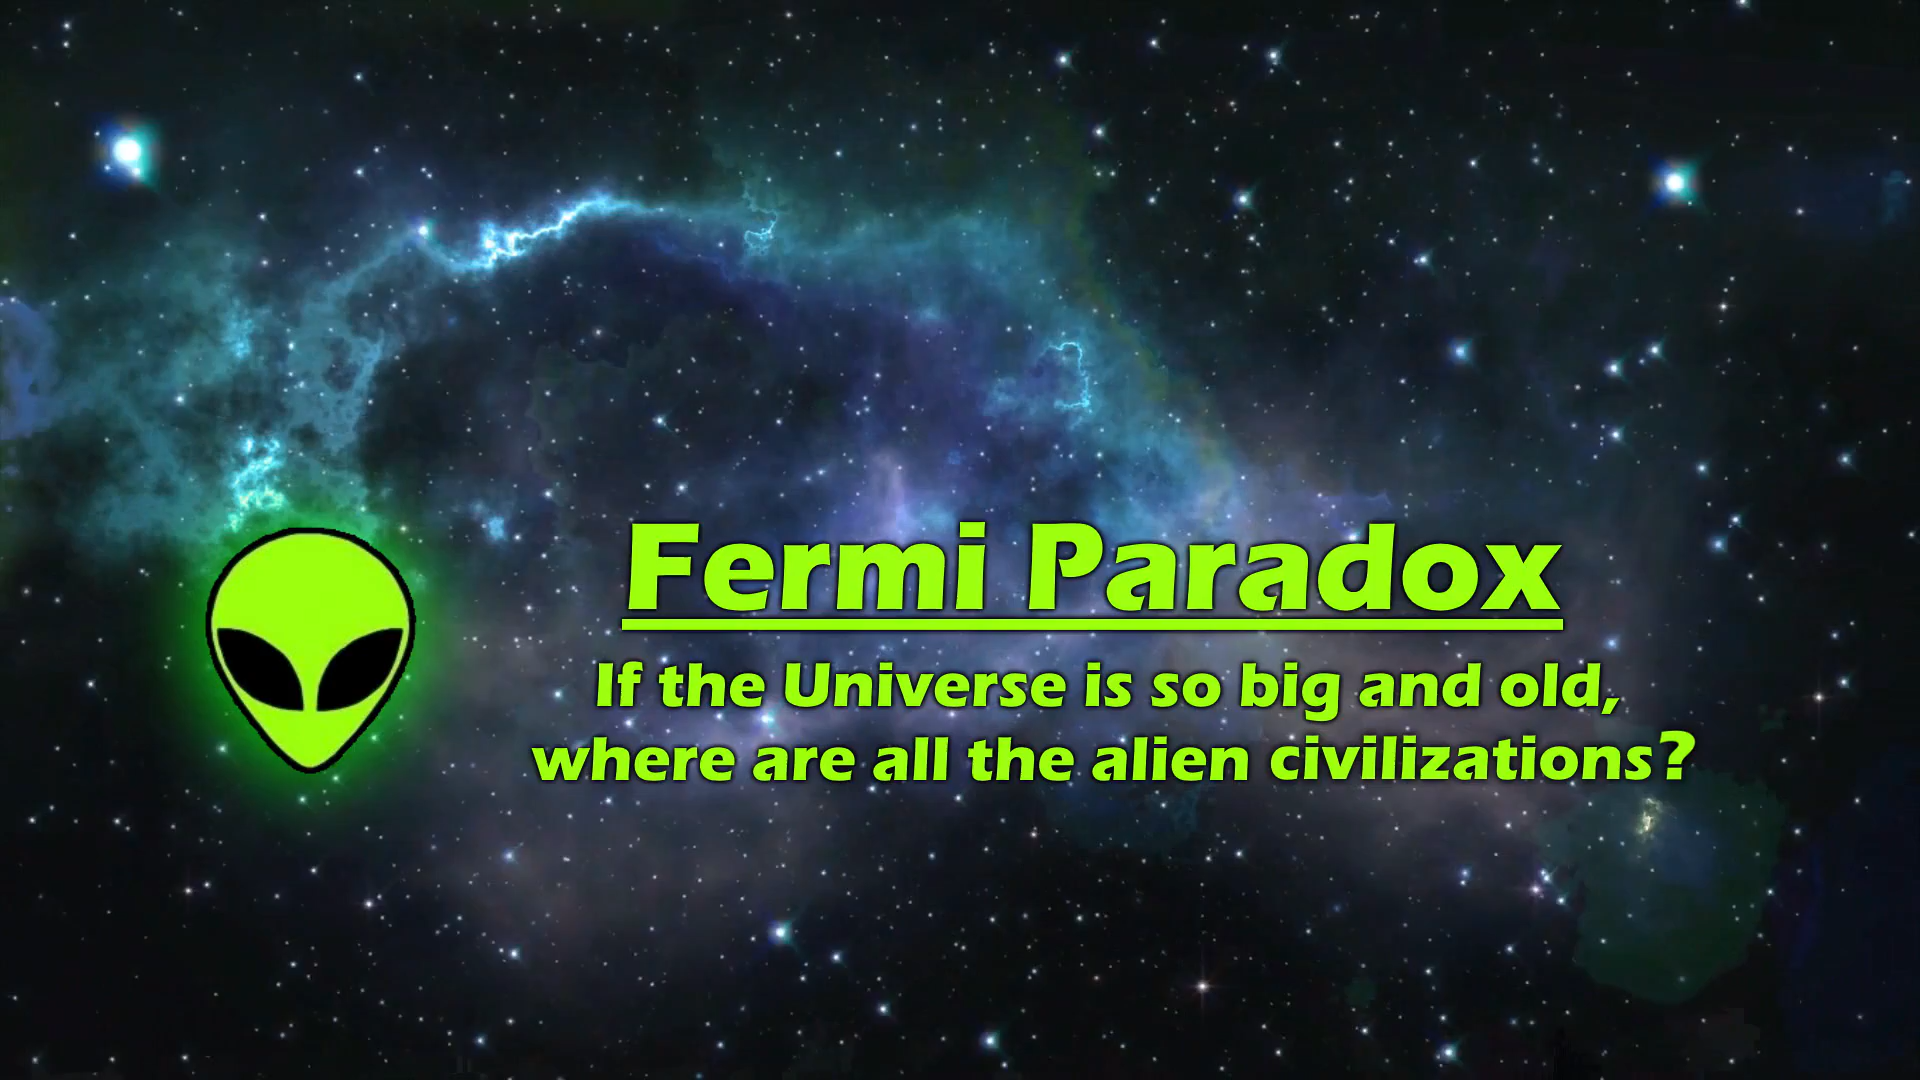 Fermi Paradox
If the Universe is so big and old,
where are all the alien civilizations?